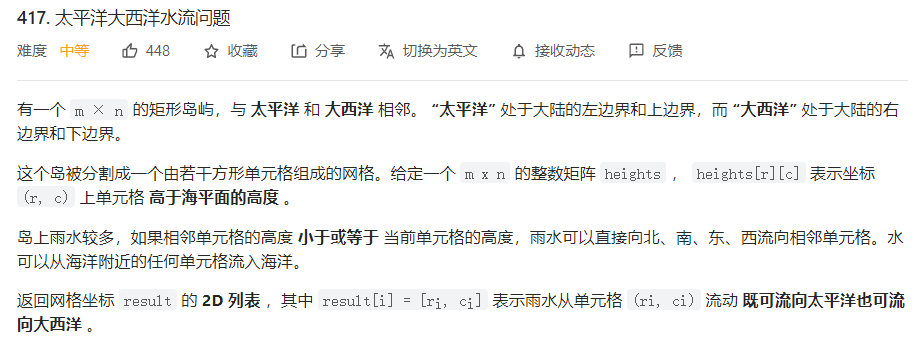 417. 太平洋大西洋水流问题
难度 中等 448 收藏 分享 切换为英文 接收动态 反馈
有一个 m × n 的矩形岛屿，与 太平洋 和 大西洋 相邻。 “太平洋” 处于大陆的左边界和上边界，而 “大西洋” 处于大陆的右
边界和下边界。
这个岛被分割成一个由若干方形单元格组成的网格。给定一个 m x n 的整数矩阵 heights ， heights[r][c] 表示坐标
(r, c) 上单元格 高于海平面的高度 。
岛上雨水较多，如果相邻单元格的高度 小于或等于 当前单元格的高度，雨水可以直接向北、南、东、西流向相邻单元格。水
可以从海洋附近的任何单元格流入海洋。
返回网格坐标 result 的 2D 列表 ，其中 result[i] = [ri, ci] 表示雨水从单元格 (ri, ci) 流动 既可流向太平洋也可流
向大西洋 。